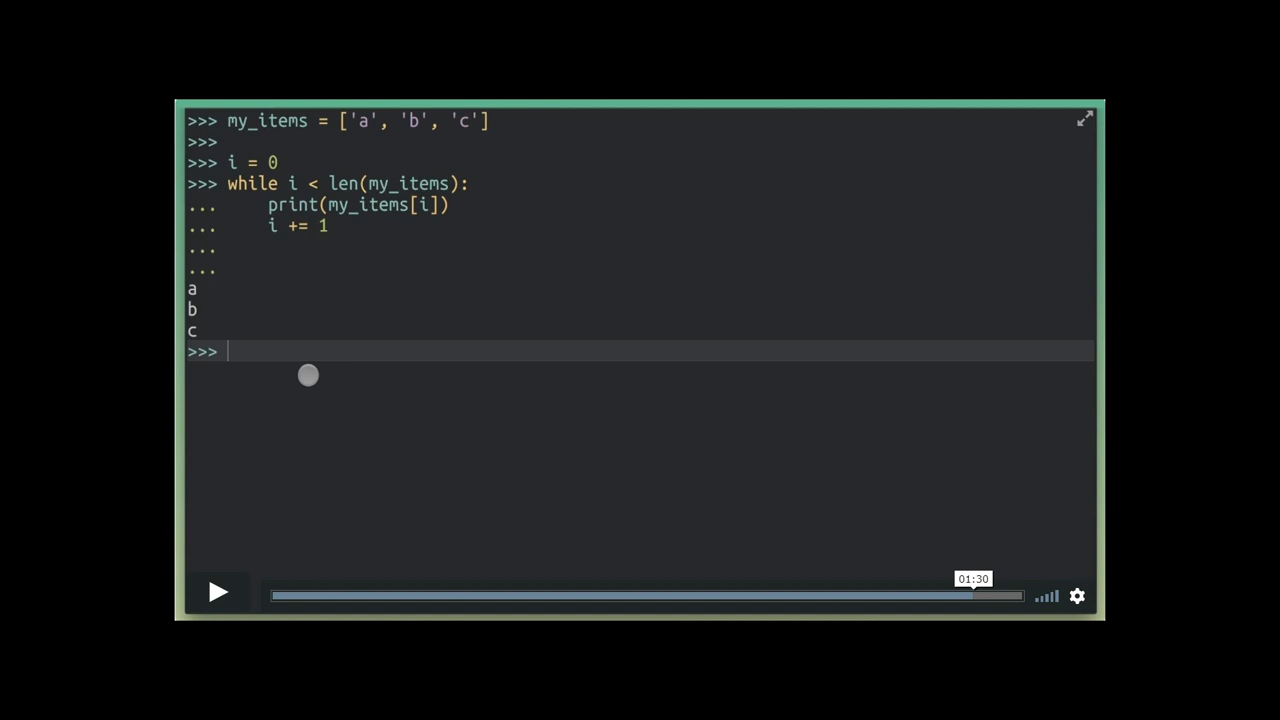 >>> my_items = ['a', 'b', 'c']
>>>
>>> i = 0
>>> while i < len(my_items):
...     print(my_items[i])
...     i += 1
...
...
a
b
c
>>>
01:30